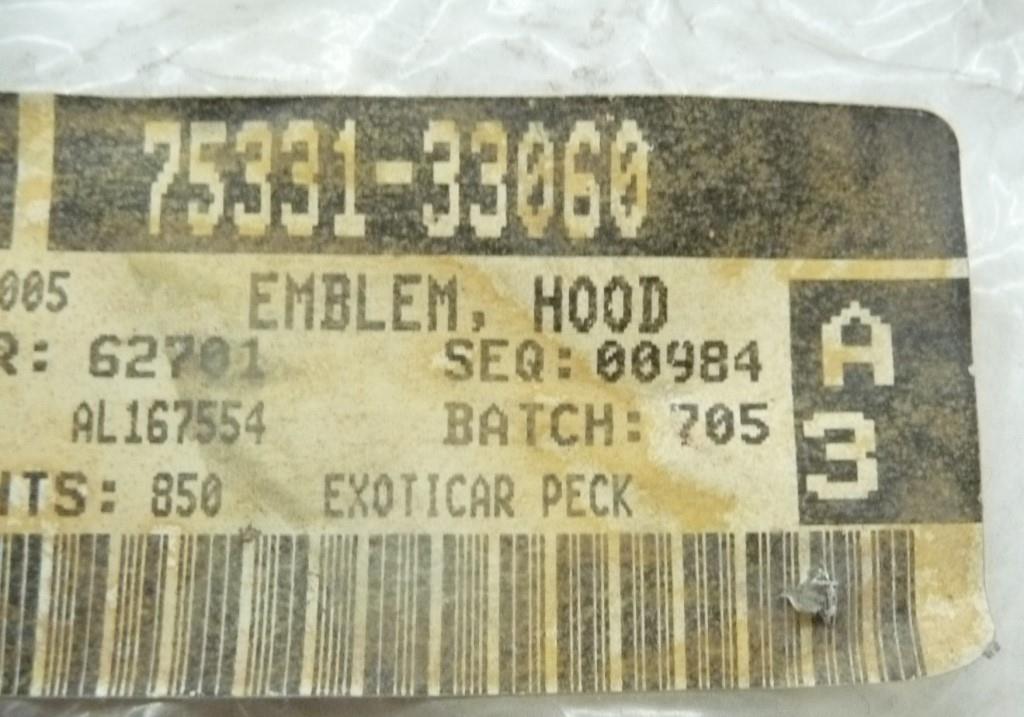 75331-33060
005 EMBLEM, HOOD
R: 62701 SEQ: 00984
AL167554 BATCH: 705
ITS: 850 EXOTICAR PECK
A
3